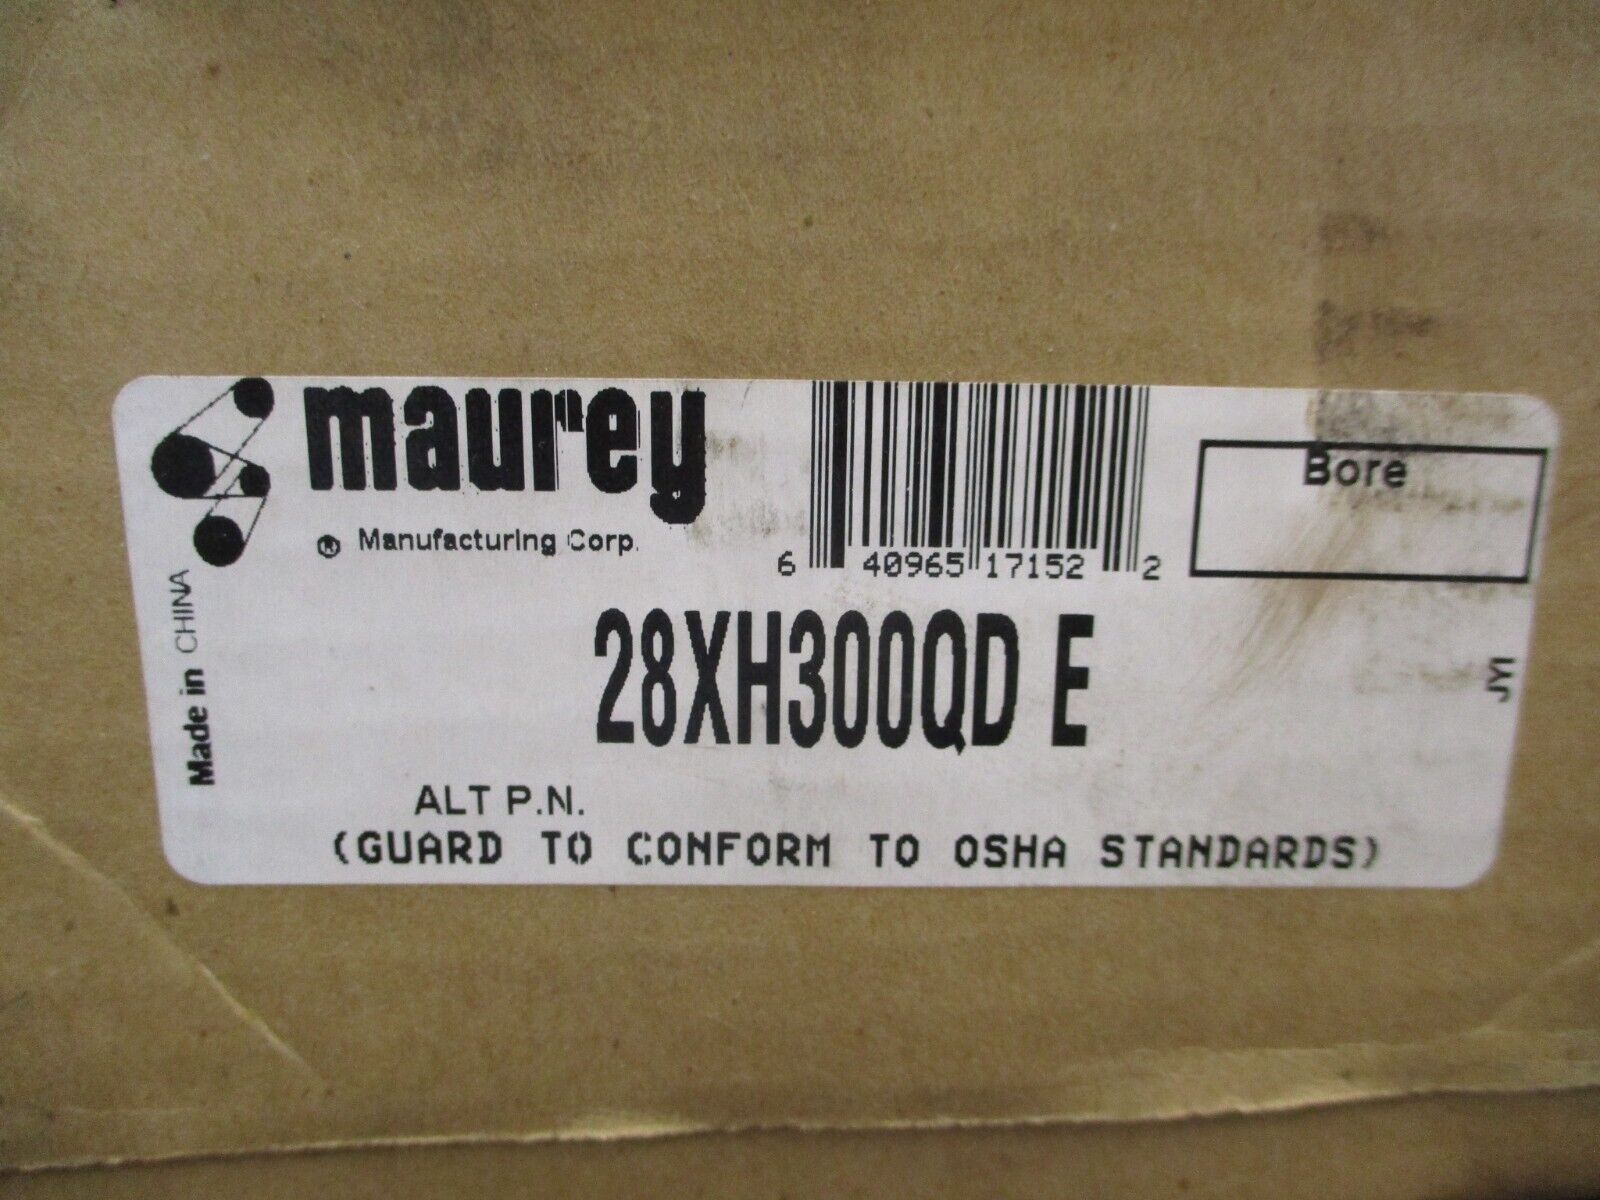 maurey
® Manufacturing Corp.
6 40965 17152 2
Bore
Made in CHINA
28XH300QD E
JYI
ALT P.N.
(GUARD TO CONFORM TO OSHA STANDARDS)